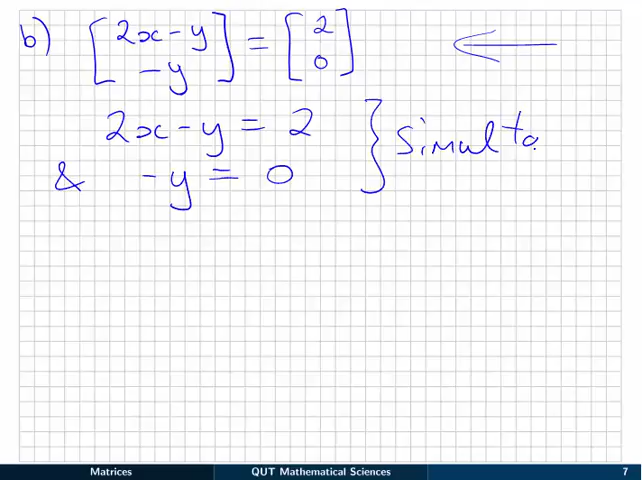 b) [2x - y
-y] = [2
0]
2x - y = 2
& -y = 0 } simulta
Matrices QUT Mathematical Sciences 7